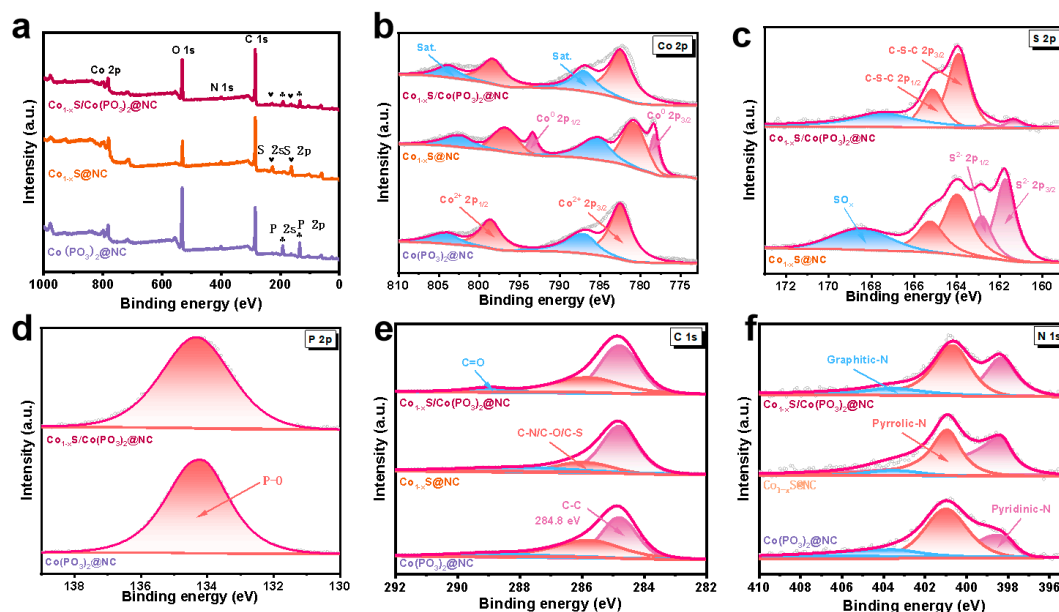 a
Intensity (a.u.)
O 1s
C 1s
Co 2p
N 1s
Co₁₋ₓS/Co(PO₃)₂@NC
S 2s S 2p
Co₁₋ₓS@NC
P 2s P 2p
Co(PO₃)₂@NC
1000 800 600 400 200 0
Binding energy (eV)
b
Intensity (a.u.)
Co 2p
Sat.
Sat.
Co₁₋ₓS/Co(PO₃)₂@NC
Co⁰ 2p₁/₂
Co⁰ 2p₃/₂
Co₁₋ₓS@NC
Co²⁺ 2p₁/₂
Co²⁺ 2p₃/₂
Co(PO₃)₂@NC
810 805 800 795 790 785 780 775
Binding energy (eV)
c
Intensity (a.u.)
S 2p
C-S-C 2p₃/₂
C-S-C 2p₁/₂
Co₁₋ₓS/Co(PO₃)₂@NC
S²⁻ 2p₁/₂
S²⁻ 2p₃/₂
SOₓ
Co₁₋ₓS@NC
172 170 168 166 164 162 160
Binding energy (eV)
d
Intensity (a.u.)
P 2p
Co₁₋ₓS/Co(PO₃)₂@NC
P-O
Co(PO₃)₂@NC
138 136 134 132 130
Binding energy (eV)
e
Intensity (a.u.)
C 1s
C=O
Co₁₋ₓS/Co(PO₃)₂@NC
C-N/C-O/C-S
Co₁₋ₓS@NC
C-C
284.8 eV
Co(PO₃)₂@NC
292 290 288 286 284 282
Binding energy (eV)
f
Intensity (a.u.)
N 1s
Graphitic-N
Co₁₋ₓS/Co(PO₃)₂@NC
Pyrrolic-N
Co₁₋ₓS@NC
Pyridinic-N
Co(PO₃)₂@NC
410 408 406 404 402 400 398 396
Binding energy (eV)